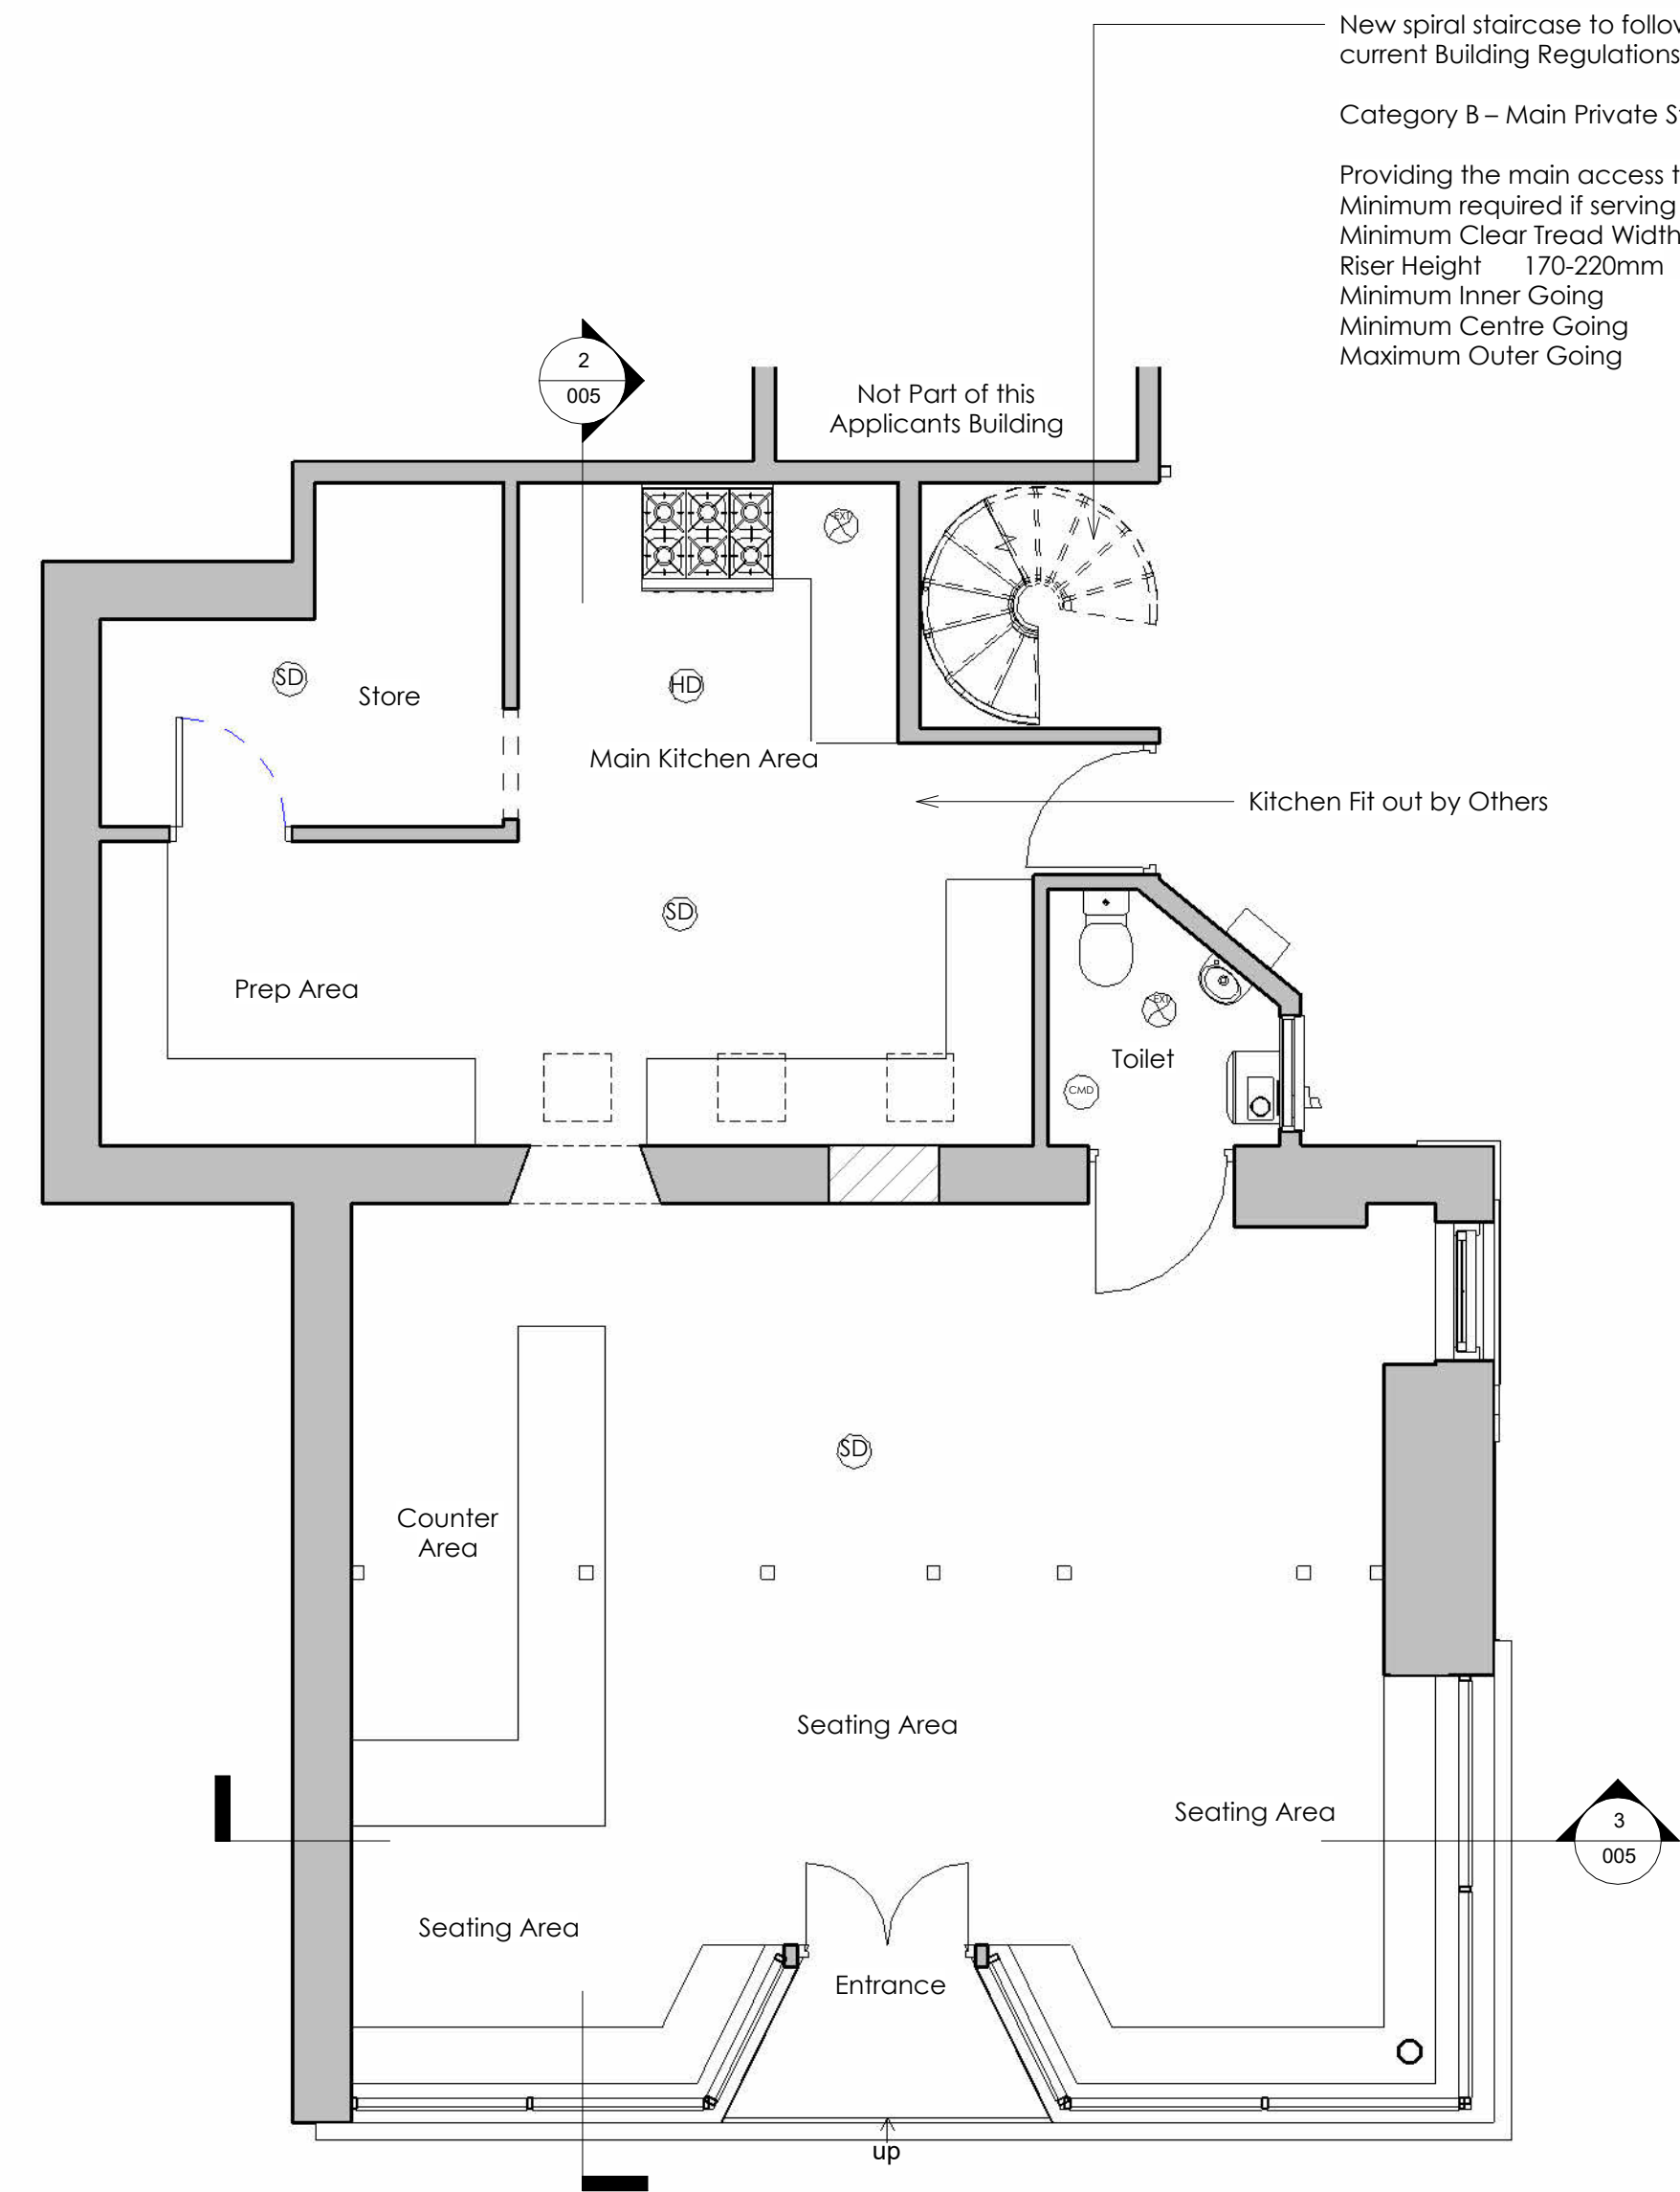 New spiral staircase to follow
current Building Regulations
Category B – Main Private
Providing the main access
Minimum required if serving
Minimum Clear Tread Width
Riser Height 170-220mm
Minimum Inner Going
Minimum Centre Going
Maximum Outer Going
2
005
Not Part of this
Applicants Building
EXT
SD
Store
HD
Main Kitchen Area
Kitchen Fit out by Others
SD
Prep Area
EXT
Toilet
CMD
SD
Counter
Area
Seating Area
Seating Area
3
005
Seating Area
Entrance
up